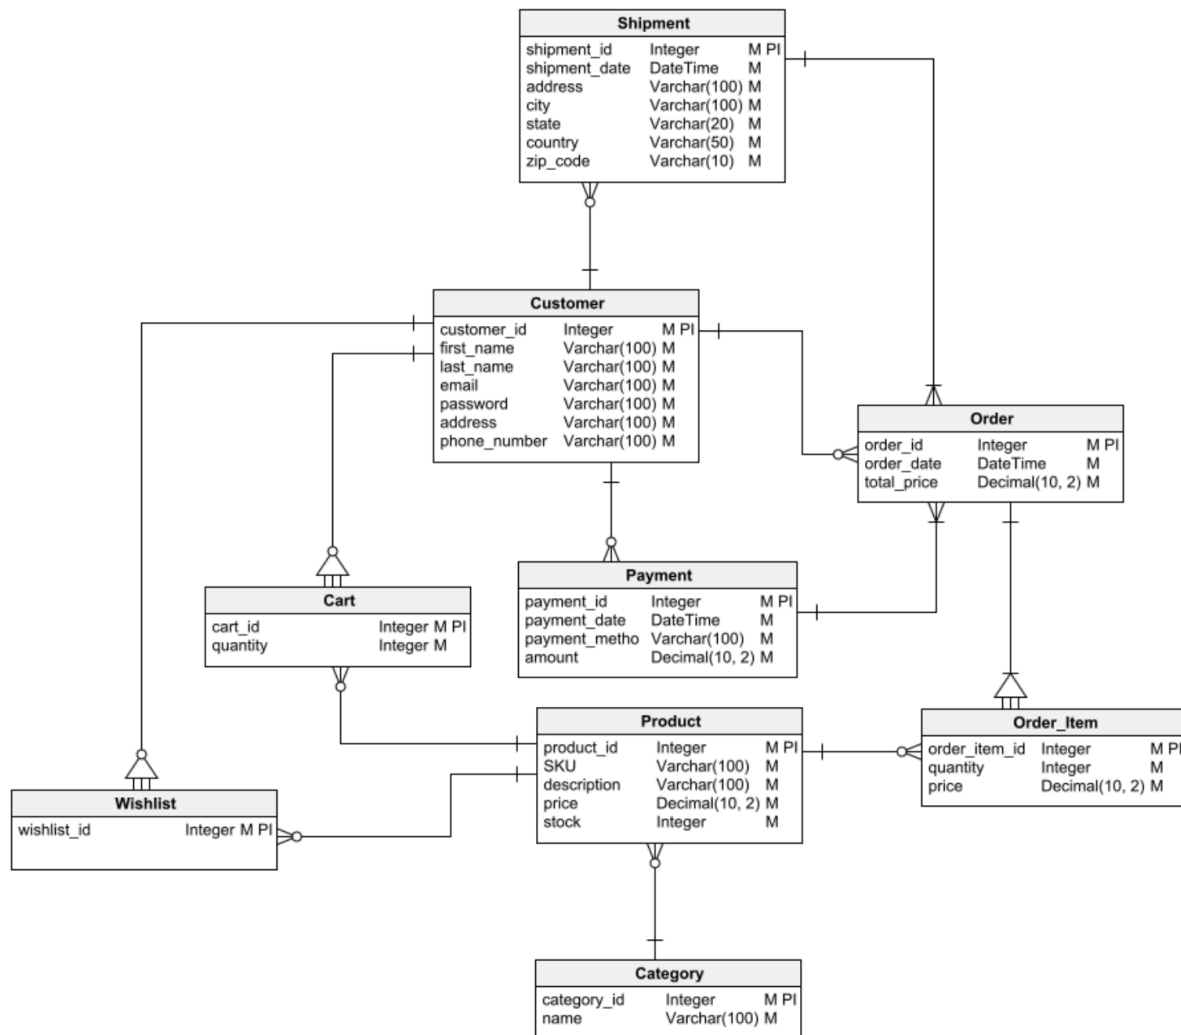 Shipment
shipment_id Integer M PI
shipment_date DateTime M
address Varchar(100) M
city Varchar(100) M
state Varchar(20) M
country Varchar(50) M
zip_code Varchar(10) M
Customer
customer_id Integer M PI
first_name Varchar(100) M
last_name Varchar(100) M
email Varchar(100) M
password Varchar(100) M
address Varchar(100) M
phone_number Varchar(100) M
Order
order_id Integer M PI
order_date DateTime M
total_price Decimal(10, 2) M
Cart
cart_id Integer M PI
quantity Integer M
Payment
payment_id Integer M PI
payment_date DateTime M
payment_metho Varchar(100) M
amount Decimal(10, 2) M
Product
product_id Integer M PI
SKU Varchar(100) M
description Varchar(100) M
price Decimal(10, 2) M
stock Integer M
Order_Item
order_item_id Integer M PI
quantity Integer M
price Decimal(10, 2) M
Wishlist
wishlist_id Integer M PI
Category
category_id Integer M PI
name Varchar(100) M